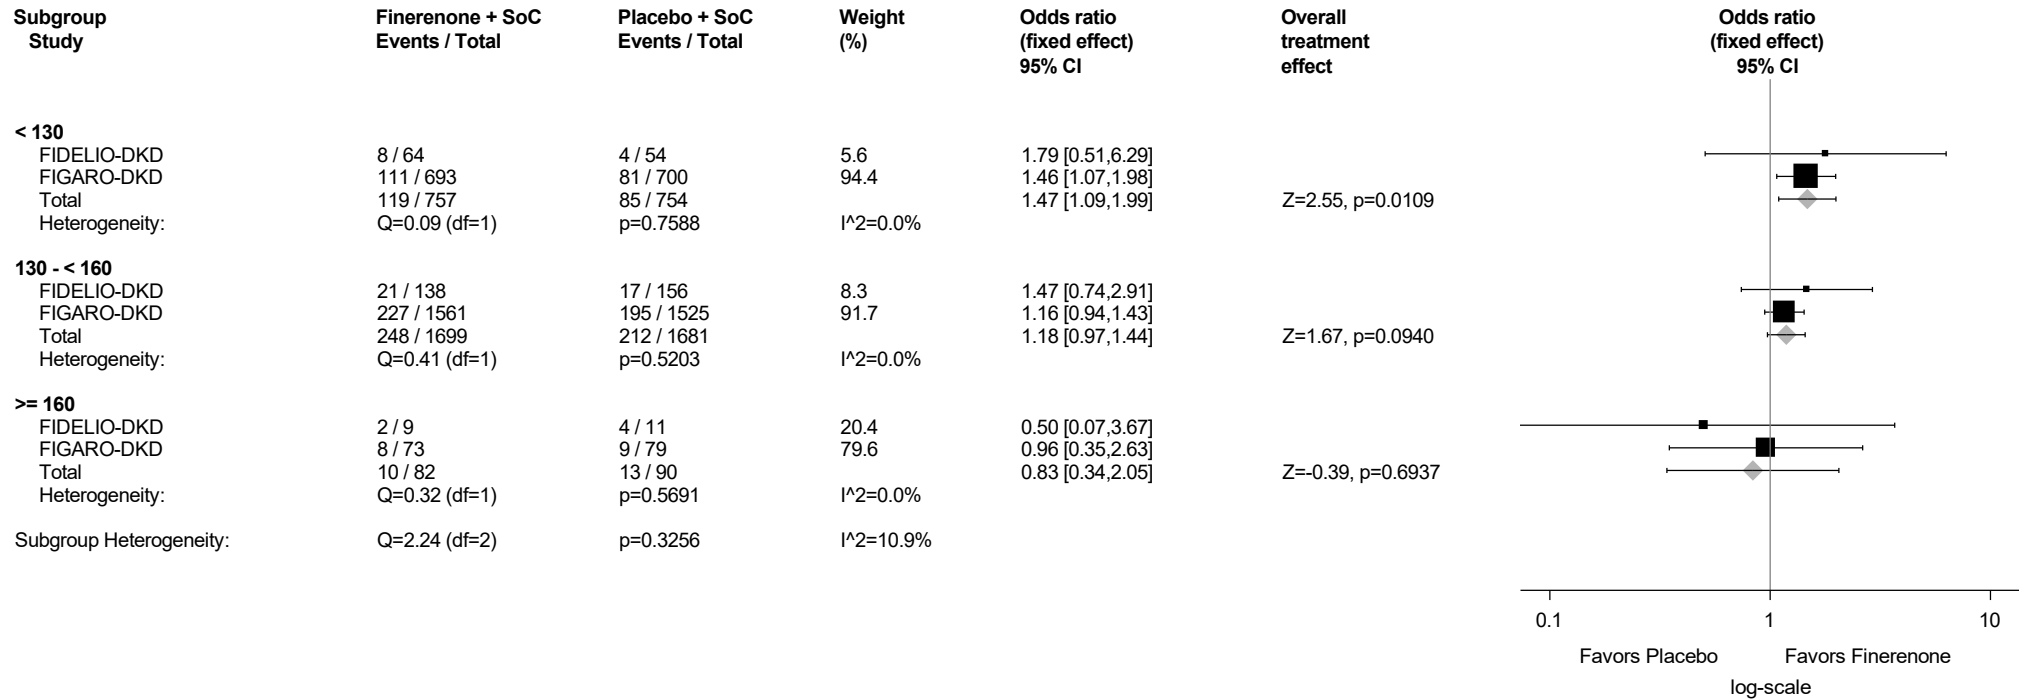 Subgroup Finerenone + SoC Placebo + SoC Weight Odds ratio Overall Odds ratio
Study Events / Total Events / Total (%) (fixed effect) treatment (fixed effect)
95% CI effect 95% CI
< 130
FIDELIO-DKD 8 / 64 4 / 54 5.6 1.79 [0.51,6.29]
FIGARO-DKD 111 / 693 81 / 700 94.4 1.46 [1.07,1.98]
Total 119 / 757 85 / 754 1.47 [1.09,1.99] Z=2.55, p=0.0109
Heterogeneity: Q=0.09 (df=1) p=0.7588 I^2=0.0%
130 - < 160
FIDELIO-DKD 21 / 138 17 / 156 8.3 1.47 [0.74,2.91]
FIGARO-DKD 227 / 1561 195 / 1525 91.7 1.16 [0.94,1.43]
Total 248 / 1699 212 / 1681 1.18 [0.97,1.44] Z=1.67, p=0.0940
Heterogeneity: Q=0.41 (df=1) p=0.5203 I^2=0.0%
>= 160
FIDELIO-DKD 2 / 9 4 / 11 20.4 0.50 [0.07,3.67]
FIGARO-DKD 8 / 73 9 / 79 79.6 0.96 [0.35,2.63]
Total 10 / 82 13 / 90 0.83 [0.34,2.05] Z=-0.39, p=0.6937
Heterogeneity: Q=0.32 (df=1) p=0.5691 I^2=0.0%
Subgroup Heterogeneity: Q=2.24 (df=2) p=0.3256 I^2=10.9%
0.1 1 10
Favors Placebo Favors Finerenone
log-scale